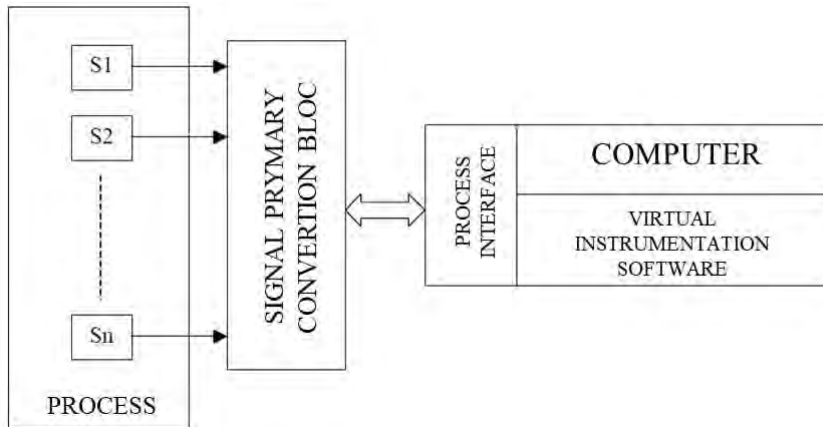 S1
S2
Sn
PROCESS
SIGNAL PRYMARY
CONVERTION BLOC
PROCESS
INTERFACE
COMPUTER
VIRTUAL
INSTRUMENTATION
SOFTWARE